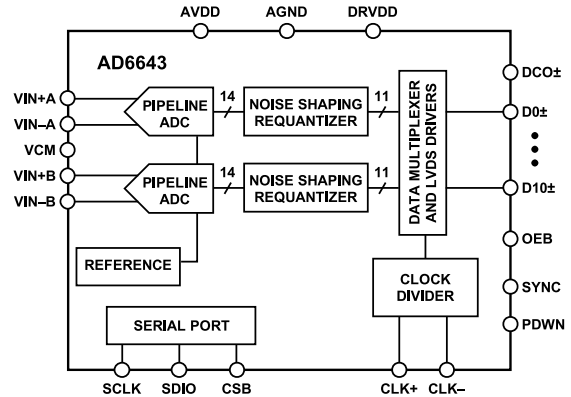 AVDD AGND DRVDD
AD6643
VIN+A
VIN–A
VCM
VIN+B
VIN–B
PIPELINE
ADC
14
NOISE SHAPING
REQUANTIZER
11
PIPELINE
ADC
14
NOISE SHAPING
REQUANTIZER
11
DATA MULTIPLEXER
AND LVDS DRIVERS
REFERENCE
SERIAL PORT
CLOCK
DIVIDER
DCO±
D0±
D10±
OEB
SYNC
PDWN
SCLK SDIO CSB CLK+ CLK–